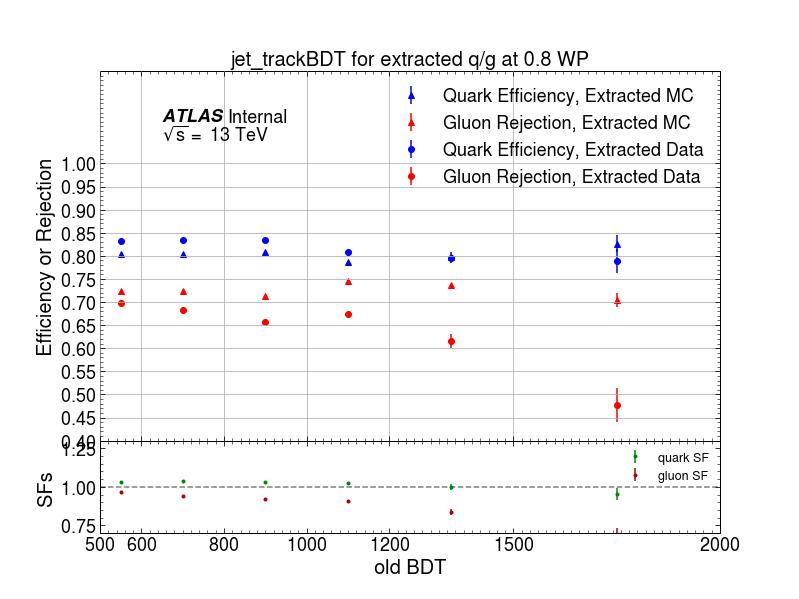 jet_trackBDT for extracted q/g at 0.8 WP
ATLAS Internal
√s = 13 TeV
Quark Efficiency, Extracted MC
Gluon Rejection, Extracted MC
Quark Efficiency, Extracted Data
Gluon Rejection, Extracted Data
Efficiency or Rejection
1.00
0.95
0.90
0.85
0.80
0.75
0.70
0.65
0.60
0.55
0.50
0.45
0.40
SFs
1.25
1.00
0.75
quark SF
gluon SF
500 600 800 1000 1200 1500 2000
old BDT